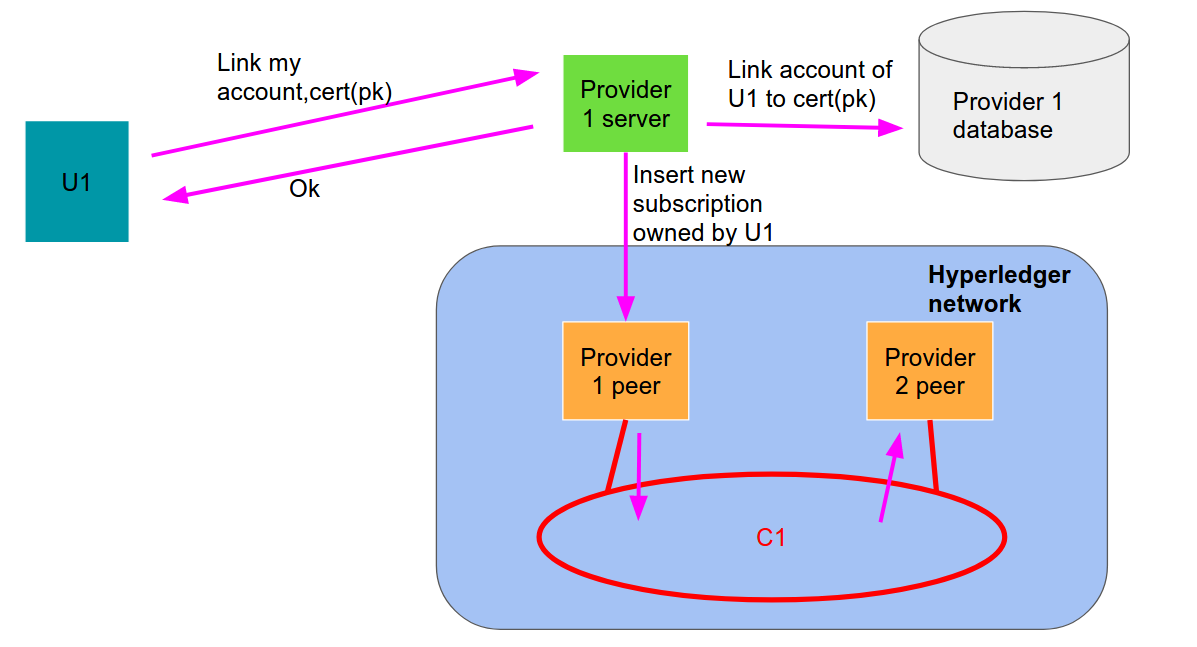 Link my
account,cert(pk)
Provider
1 server
Link account of
U1 to cert(pk)
Provider 1
database
U1
Ok
Insert new
subscription
owned by U1
Hyperledger
network
Provider
1 peer
Provider
2 peer
C1